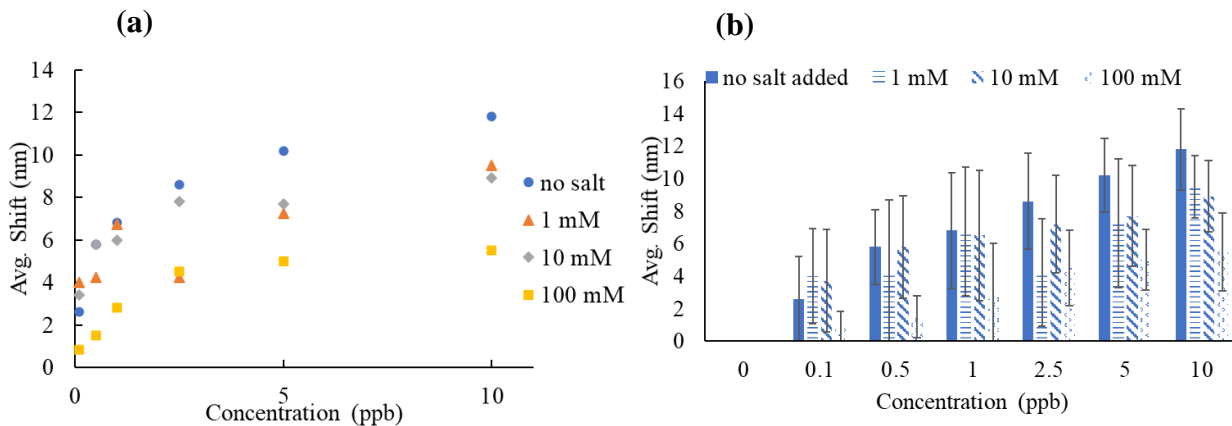 (a)
14
12
10
8
6
4
2
0
Avg. Shift (nm)
0
5
10
Concentration (ppb)
no salt
1 mM
10 mM
100 mM
(b)
no salt added
1 mM
10 mM
100 mM
16
14
12
10
8
6
4
2
0
Avg. Shift (nm)
0
0.1
0.5
1
2.5
5
10
Concentration (ppb)